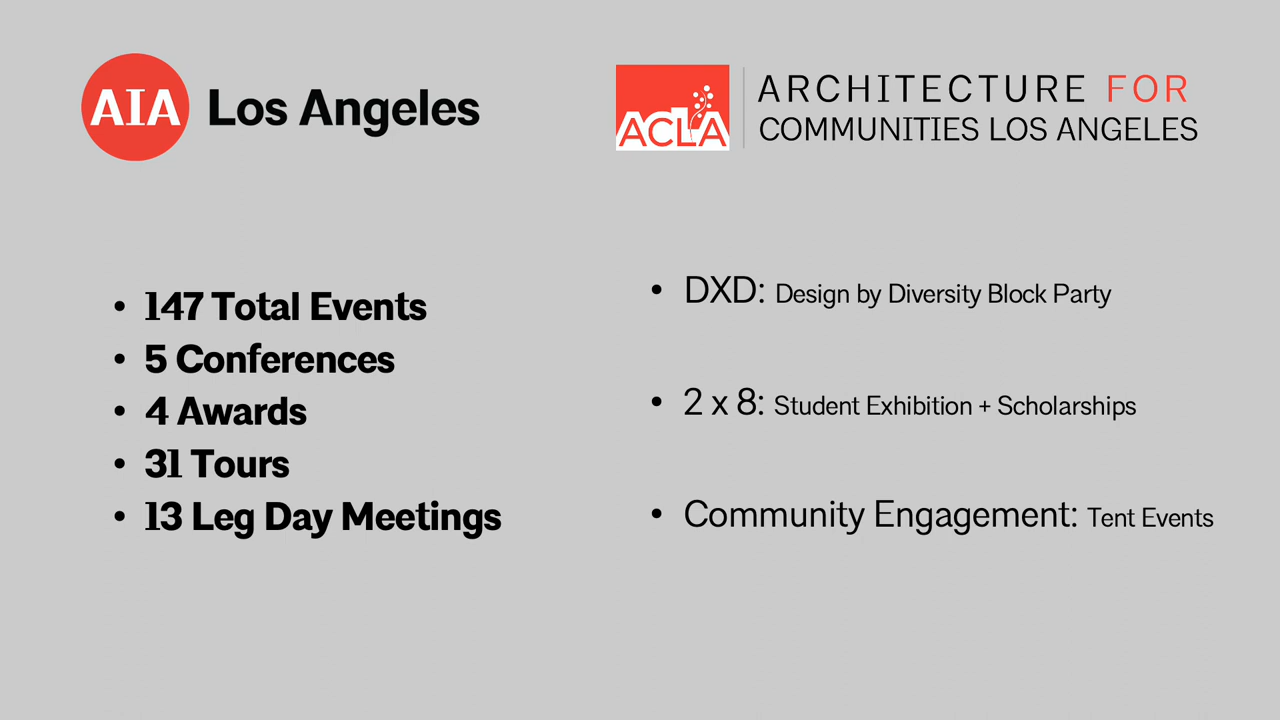 AIA Los Angeles
• 147 Total Events
• 5 Conferences
• 4 Awards
• 31 Tours
• 13 Leg Day Meetings
ACLA
ARCHITECTURE FOR
COMMUNITIES LOS ANGELES
• DXD: Design by Diversity Block Party
• 2 x 8: Student Exhibition + Scholarships
• Community Engagement: Tent Events